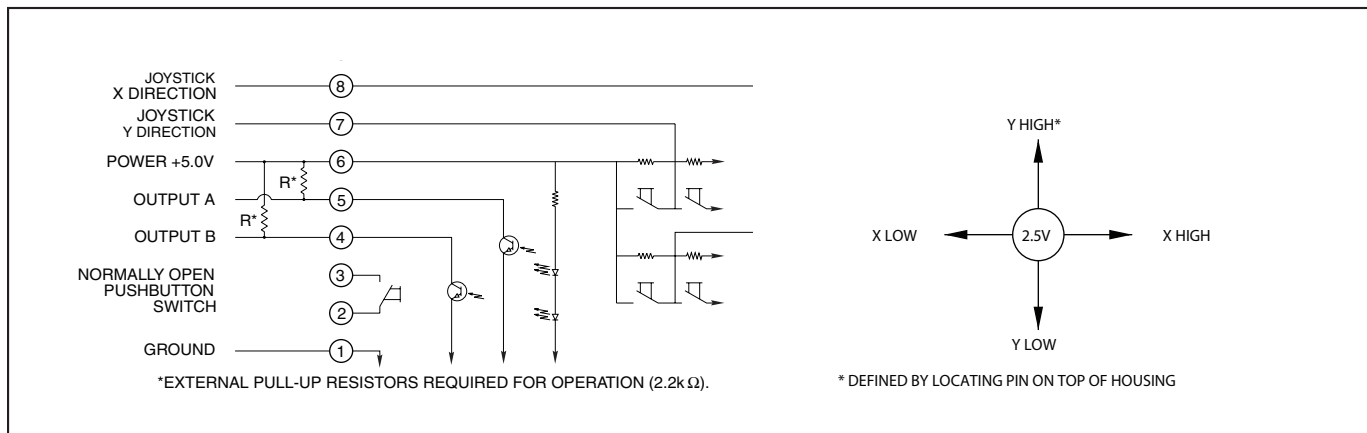 JOYSTICK
X DIRECTION
8
JOYSTICK
Y DIRECTION
7
POWER +5.0V
6
R*
OUTPUT A
5
R*
OUTPUT B
4
NORMALLY OPEN
PUSHBUTTON
SWITCH
3
2
GROUND
1
*EXTERNAL PULL-UP RESISTORS REQUIRED FOR OPERATION (2.2kΩ).
Y HIGH*
X LOW
2.5V
X HIGH
Y LOW
* DEFINED BY LOCATING PIN ON TOP OF HOUSING